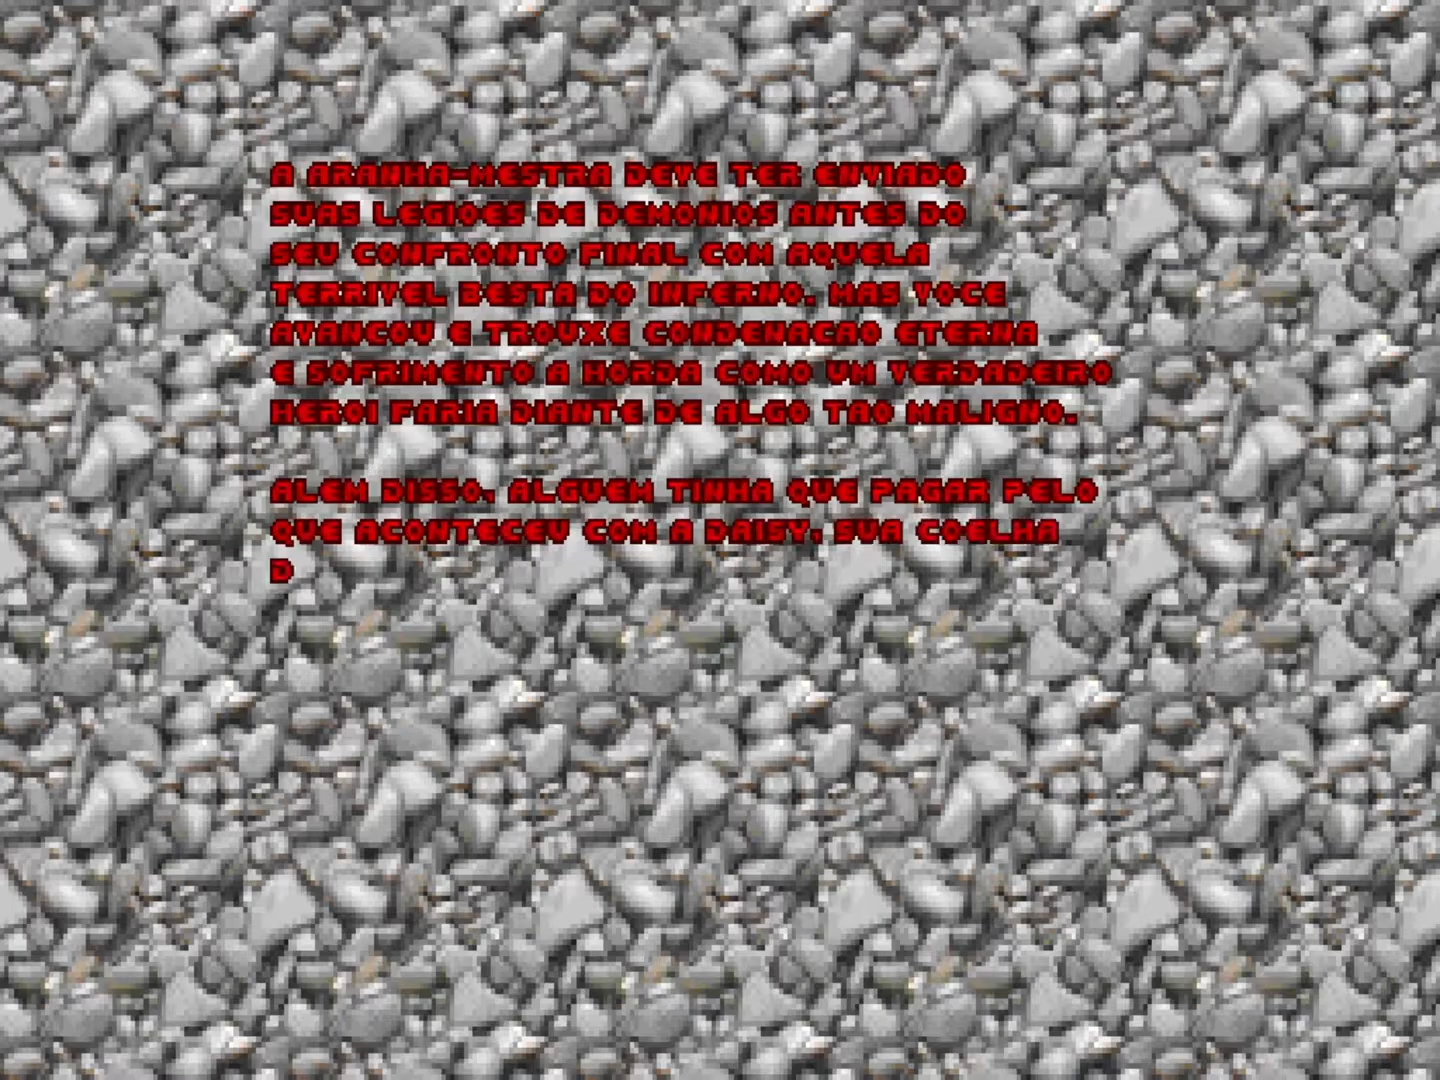 A ARANHA-MESTRA DEVE TER ENVIADO
SUAS LEGIOES DE DEMONIOS ANTES DO
SEU CONFRONTO FINAL COM AQUELA
TERRIVEL BESTA DO INFERNO. MAS VOCE
AVANCOU E TROUXE CONDENACAO ETERNA
E SOFRIMENTO A HORDA COMO UM VERDADEIRO
HEROI FARIA DIANTE DE ALGO TAO MALIGNO.
ALEM DISSO, ALGUEM TINHA QUE PAGAR PELO
QUE ACONTECEU COM A DAISY, SUA COELHA
D